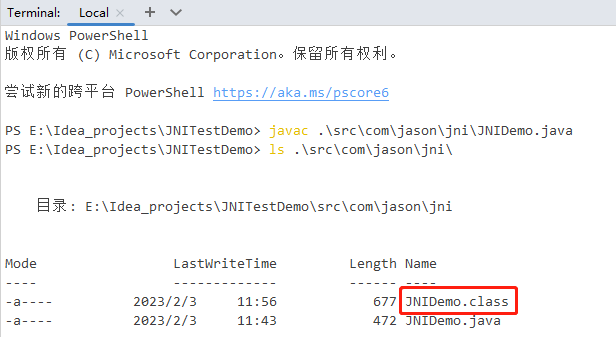 Terminal: Local × + ∨
Windows PowerShell
版权所有 (C) Microsoft Corporation。保留所有权利。
尝试新的跨平台 PowerShell https://aka.ms/pscore6
PS E:\Idea_projects\JNITestDemo> javac .\src\com\jason\jni\JNIDemo.java
PS E:\Idea_projects\JNITestDemo> ls .\src\com\jason\jni\
目录: E:\Idea_projects\JNITestDemo\src\com\jason\jni
Mode LastWriteTime Length Name
---- ------------- ------ ----
-a---- 2023/2/3 11:56 677 JNIDemo.class
-a---- 2023/2/3 11:43 472 JNIDemo.java